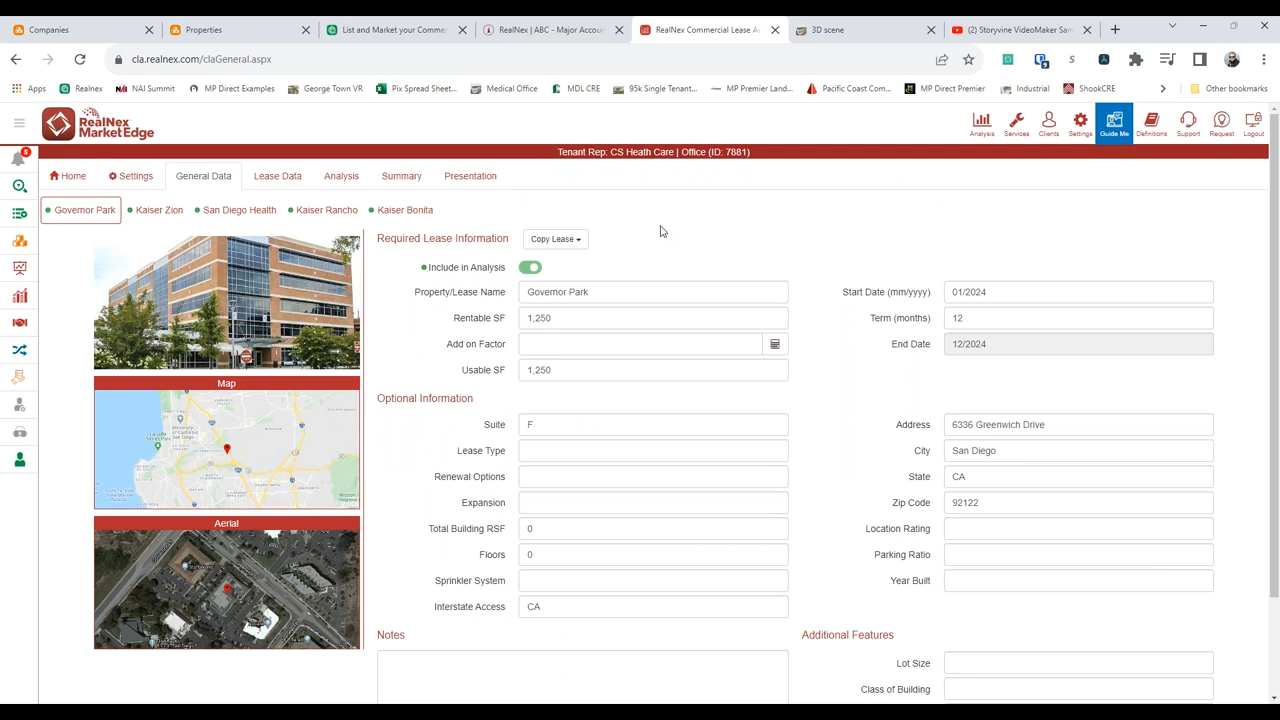 Companies
Properties
List and Market your Comme
RealNex | ABC - Major Accou
RealNex Commercial Lease A
3D scene
(2) Storyvine VideoMaker Sam
cla.realnex.com/claGeneral.aspx
Apps
Realnex
NAI Summit
MP Direct Examples
George Town VR
Pix Spread Sheet...
Medical Office
MDL CRE
95k Single Tenant...
MP Premier Land...
Pacific Coast Com...
MP Direct Premier
Industrial
ShookCRE
Other bookmarks
RealNex
MarketEdge
Analysis
Services
Clients
Settings
Guide Me
Definitions
Support
Request
Logout
Tenant Rep: CS Heath Care | Office (ID: 7881)
Home
Settings
General Data
Lease Data
Analysis
Summary
Presentation
Governor Park
Kaiser Zion
San Diego Health
Kaiser Rancho
Kaiser Bonita
Required Lease Information
Copy Lease
Include in Analysis
Property/Lease Name Governor Park
Start Date (mm/yyyy) 01/2024
Rentable SF 1,250
Term (months) 12
Add on Factor
End Date 12/2024
Usable SF 1,250
Map
Optional Information
Suite F
Address 6336 Greenwich Drive
Lease Type
City San Diego
Renewal Options
State CA
Expansion
Zip Code 92122
Total Building RSF 0
Location Rating
Aerial
Floors 0
Parking Ratio
Sprinkler System
Year Built
Interstate Access CA
Notes
Additional Features
Lot Size
Class of Building